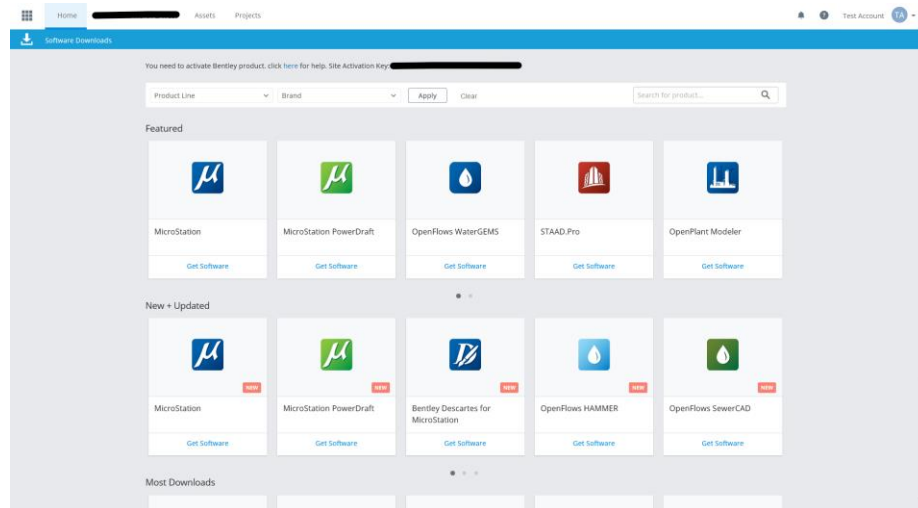 Home Assets Projects Test Account TA
Software Downloads
You need to activate Bentley product, click here for help. Site Activation Key:
Product Line Brand Apply Clear Search for product...
Featured
MicroStation MicroStation PowerDraft OpenFlows WaterGEMS STAAD.Pro OpenPlant Modeler
Get Software Get Software Get Software Get Software Get Software
New + Updated
NEW NEW NEW NEW NEW
MicroStation MicroStation PowerDraft Bentley Descartes for OpenFlows HAMMER OpenFlows SewerCAD
MicroStation
Get Software Get Software Get Software Get Software Get Software
Most Downloads